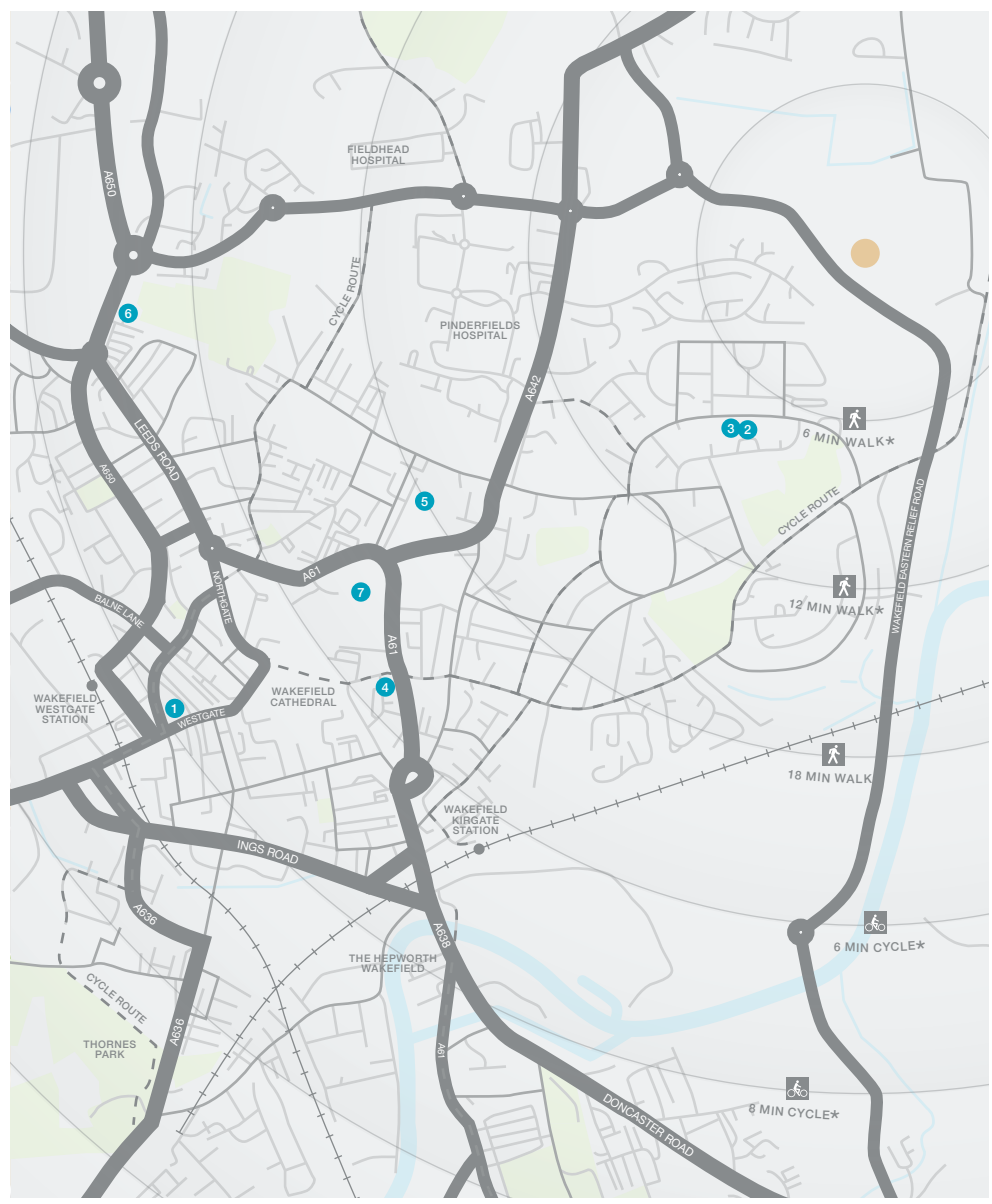 FIELDHEAD
HOSPITAL
A650
CYCLE ROUTE
6
PINDERFIELDS
HOSPITAL
A642
LEEDS ROAD
3
2
6 MIN WALK*
A650
5
CYCLE ROUTE
WAKEFIELD EASTERN RELIEF ROAD
A61
7
NORTHGATE
BALNE LANE
12 MIN WALK*
A61
4
WAKEFIELD
WESTGATE
STATION
WAKEFIELD
CATHEDRAL
1
WESTGATE
18 MIN WALK
WAKEFIELD
KIRGATE
STATION
INGS ROAD
A636
A638
6 MIN CYCLE*
THE HEPWORTH
WAKEFIELD
CYCLE ROUTE
A636
THORNES
PARK
A61
8 MIN CYCLE*
DONCASTER ROAD